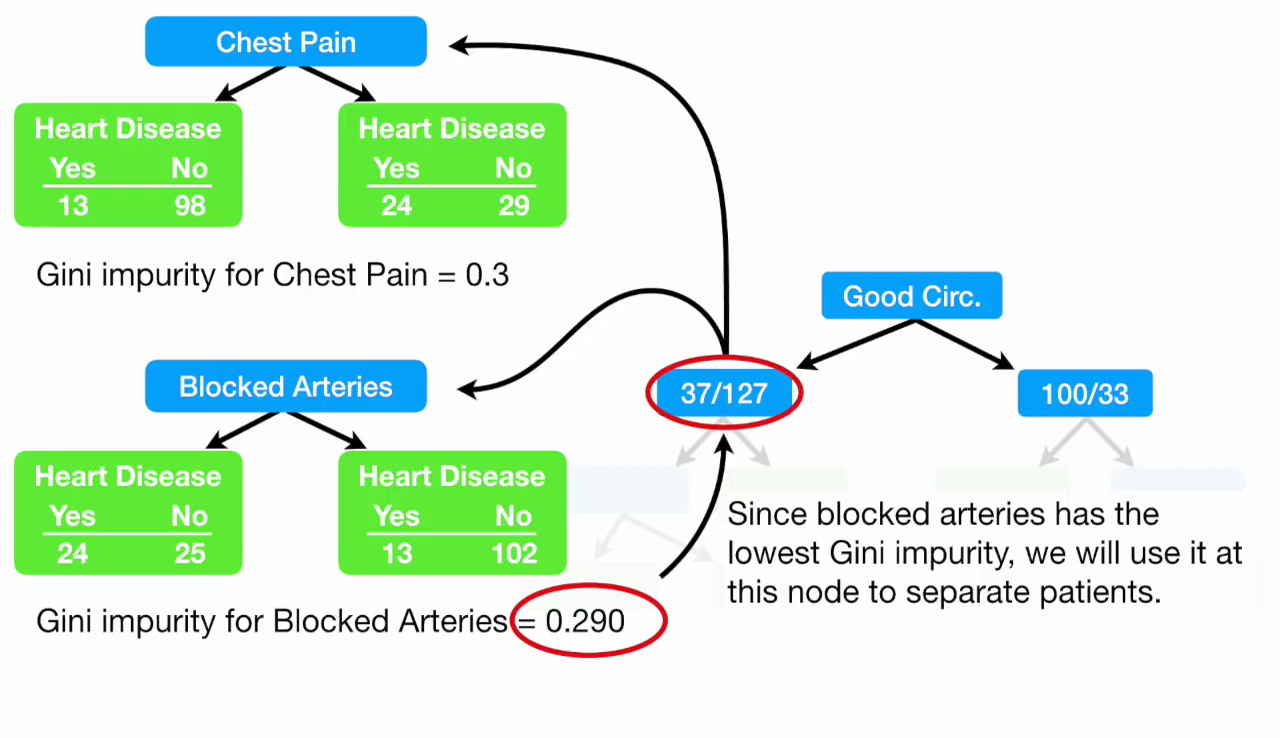 Chest Pain
Heart Disease
Yes No
13 98
Heart Disease
Yes No
24 29
Gini impurity for Chest Pain = 0.3
Good Circ.
37/127
100/33
Blocked Arteries
Heart Disease
Yes No
24 25
Heart Disease
Yes No
13 102
Gini impurity for Blocked Arteries = 0.290
Since blocked arteries has the
lowest Gini impurity, we will use it at
this node to separate patients.